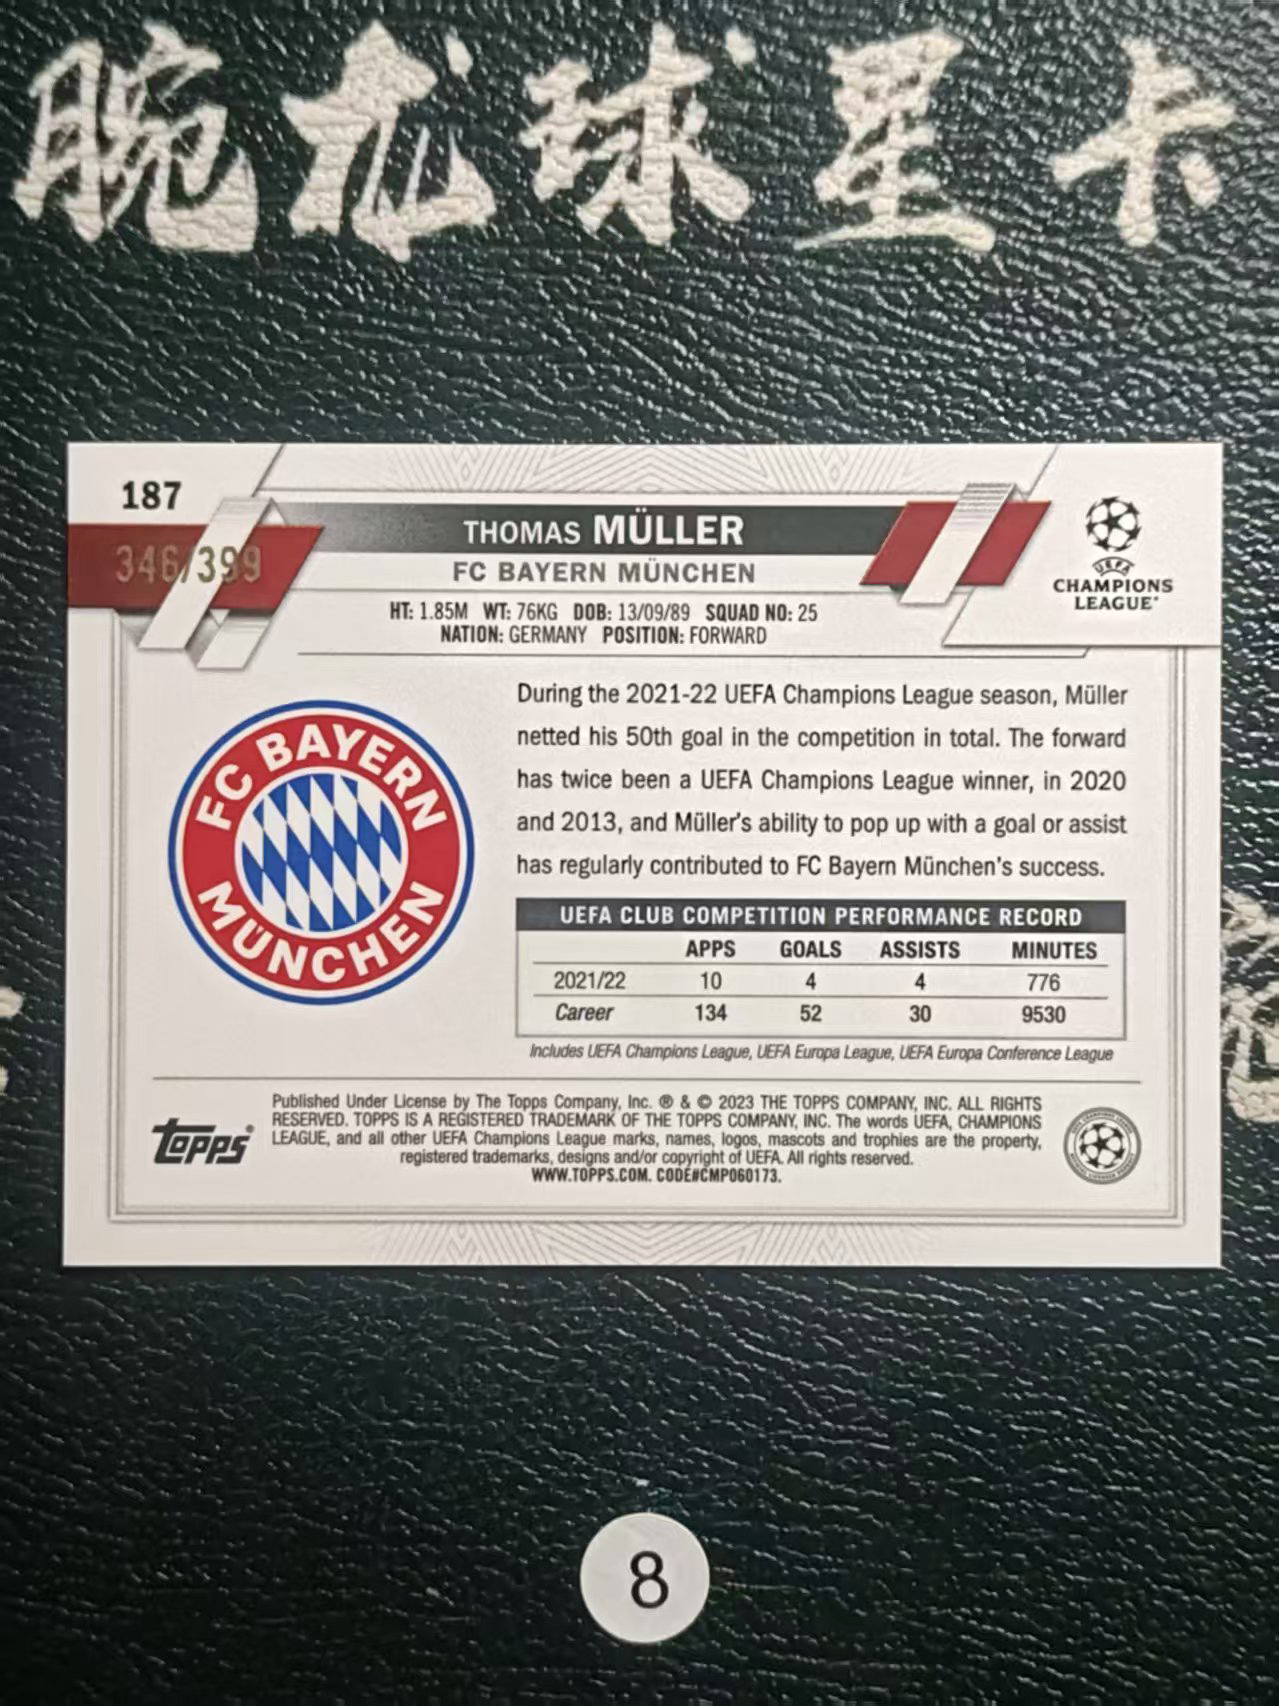 腕龙球星卡
187
346/399
THOMAS MÜLLER
FC BAYERN MÜNCHEN
HT: 1.85M WT: 76KG DOB: 13/09/89 SQUAD NO: 25
NATION: GERMANY POSITION: FORWARD
UEFA
CHAMPIONS
LEAGUE
FC BAYERN
MÜNCHEN
During the 2021-22 UEFA Champions League season, Müller
netted his 50th goal in the competition in total. The forward
has twice been a UEFA Champions League winner, in 2020
and 2013, and Müller's ability to pop up with a goal or assist
has regularly contributed to FC Bayern München's success.
UEFA CLUB COMPETITION PERFORMANCE RECORD
APPS GOALS ASSISTS MINUTES
2021/22 10 4 4 776
Career 134 52 30 9530
Includes UEFA Champions League, UEFA Europa League, UEFA Europa Conference League
topps
Published Under License by The Topps Company, Inc. ® & © 2023 THE TOPPS COMPANY, INC. ALL RIGHTS
RESERVED. TOPPS IS A REGISTERED TRADEMARK OF THE TOPPS COMPANY, INC. The words UEFA, CHAMPIONS
LEAGUE, and all other UEFA Champions League marks, names, logos, mascots and trophies are the property,
registered trademarks, designs and/or copyright of UEFA. All rights reserved.
WWW.TOPPS.COM. CODE#CMP060173.
8